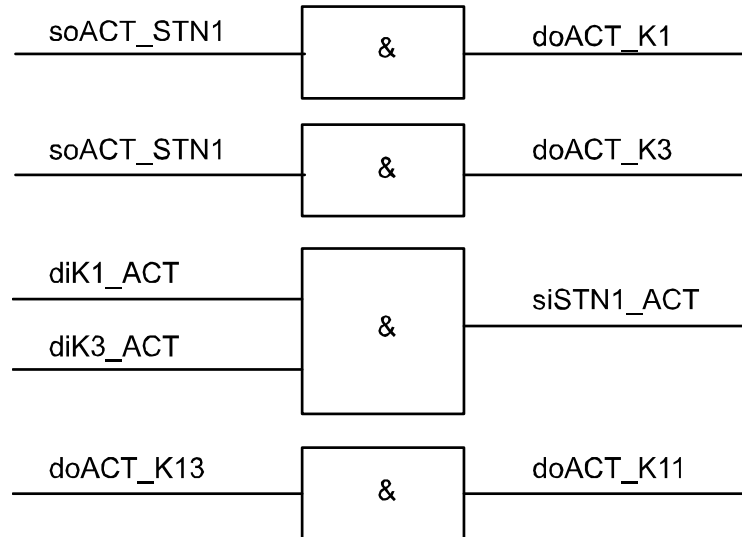 soACT_STN1 & doACT_K1
soACT_STN1 & doACT_K3
diK1_ACT
& siSTN1_ACT
diK3_ACT
doACT_K13 & doACT_K11